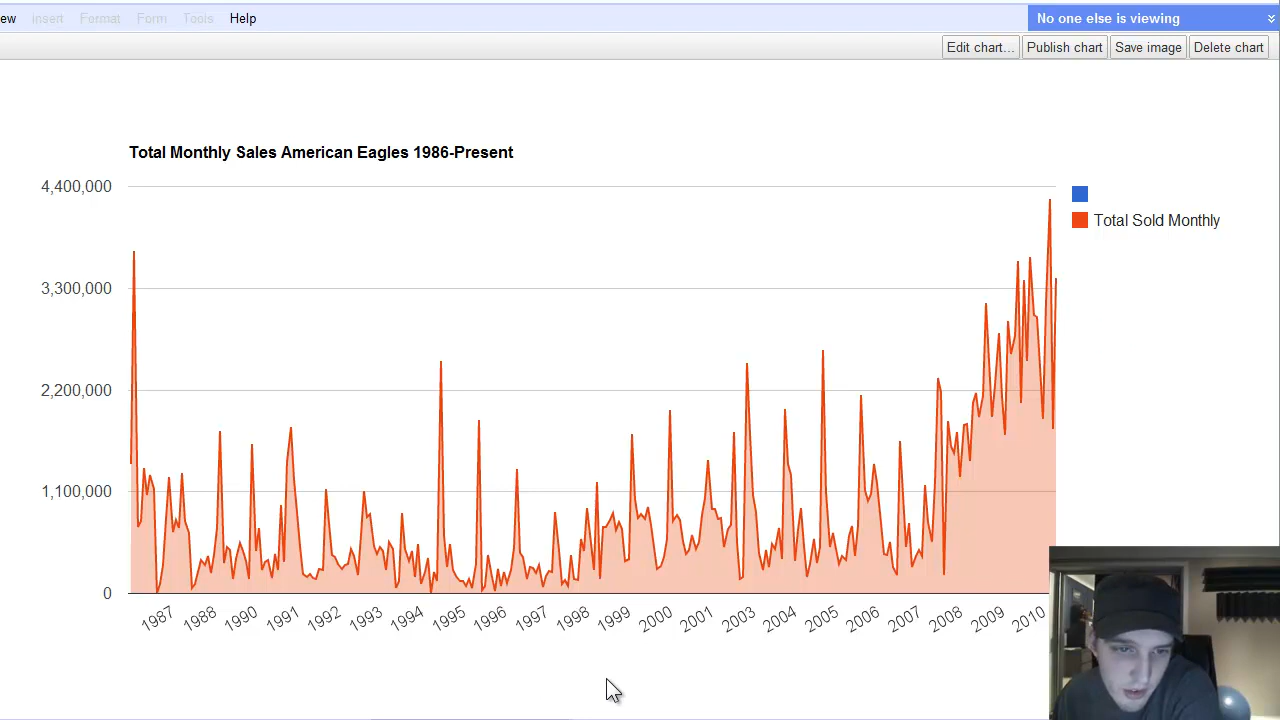 ew Insert Format Form Tools Help
No one else is viewing
Edit chart... Publish chart Save image Delete chart
Total Monthly Sales American Eagles 1986-Present
4,400,000
3,300,000
2,200,000
1,100,000
0
Total Sold Monthly
1987 1988 1990 1991 1992 1993 1994 1995 1996 1997 1998 1999 2000 2001 2003 2004 2005 2006 2007 2008 2009 2010